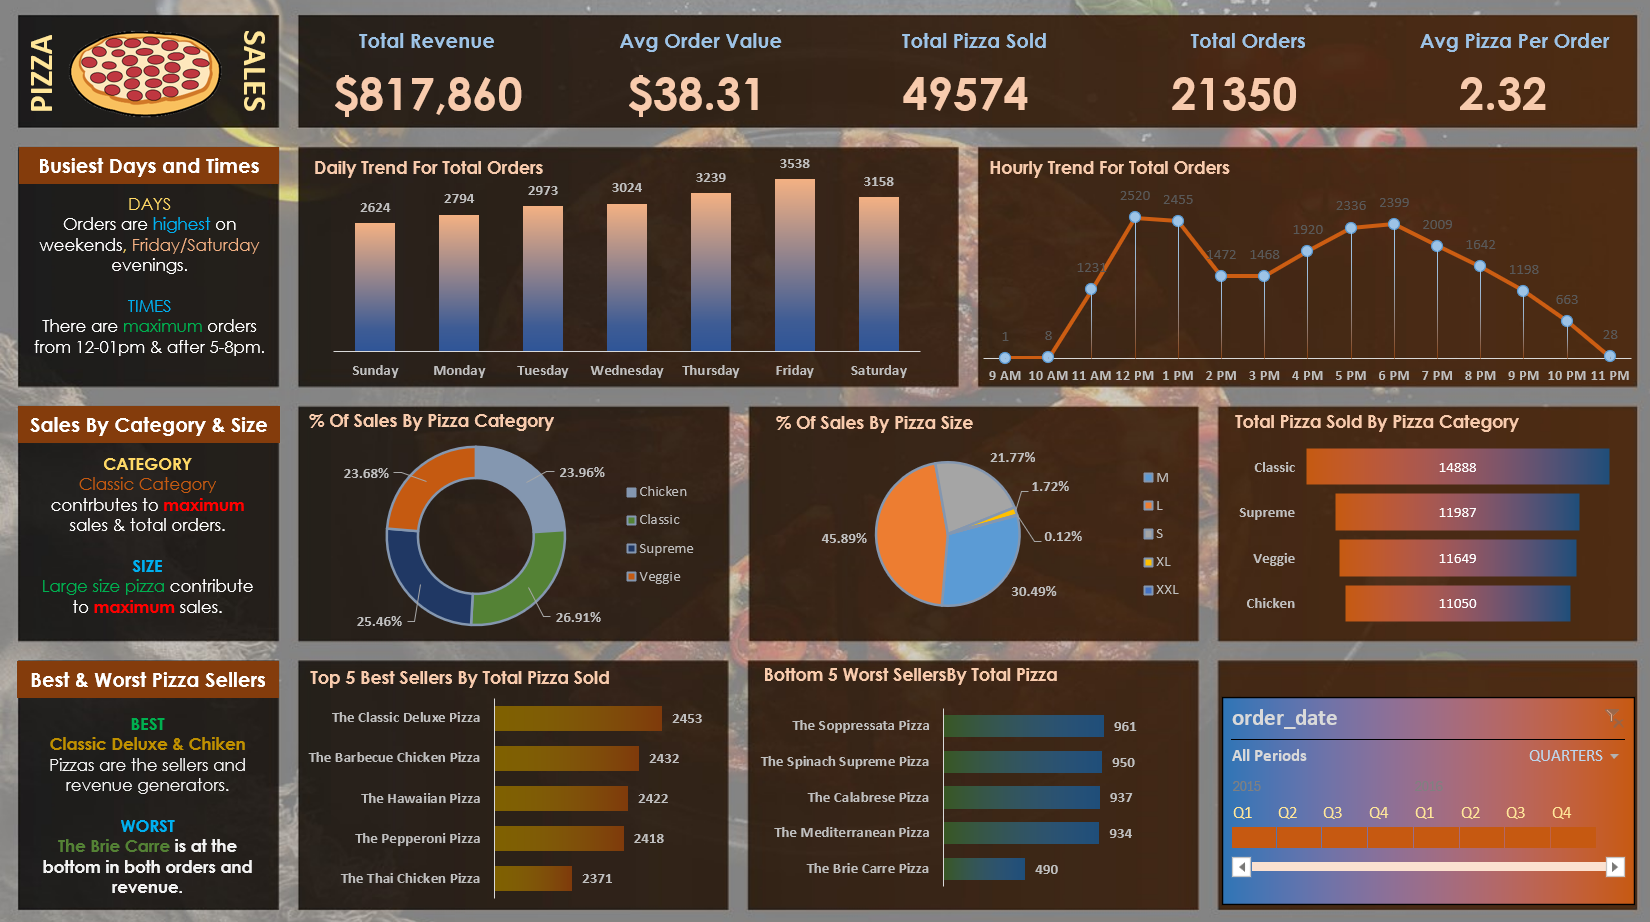 PIZZA
SALES
Total Revenue
$817,860
Avg Order Value
$38.31
Total Pizza Sold
49574
Total Orders
21350
Avg Pizza Per Order
2.32
Busiest Days and Times
DAYS
Orders are highest on
weekends, Friday/Saturday
evenings.
TIMES
There are maximum orders
from 12-01pm & after 5-8pm.
Daily Trend For Total Orders
2624
2794
2973
3024
3239
3538
3158
Sunday
Monday
Tuesday
Wednesday
Thursday
Friday
Saturday
Hourly Trend For Total Orders
1
8
1231
2520
2455
1472
1468
1920
2336
2399
2009
1642
1198
663
28
9 AM
10 AM
11 AM
12 PM
1 PM
2 PM
3 PM
4 PM
5 PM
6 PM
7 PM
8 PM
9 PM
10 PM
11 PM
Sales By Category & Size
CATEGORY
Classic Category
contrbutes to maximum
sales & total orders.
SIZE
Large size pizza contribute
to maximum sales.
% Of Sales By Pizza Category
23.68%
23.96%
25.46%
26.91%
Chicken
Classic
Supreme
Veggie
% Of Sales By Pizza Size
21.77%
1.72%
0.12%
45.89%
30.49%
M
L
S
XL
XXL
Total Pizza Sold By Pizza Category
Classic 14888
Supreme 11987
Veggie 11649
Chicken 11050
Best & Worst Pizza Sellers
BEST
Classic Deluxe & Chiken
Pizzas are the sellers and
revenue generators.
WORST
The Brie Carre is at the
bottom in both orders and
revenue.
Top 5 Best Sellers By Total Pizza Sold
The Classic Deluxe Pizza 2453
The Barbecue Chicken Pizza 2432
The Hawaiian Pizza 2422
The Pepperoni Pizza 2418
The Thai Chicken Pizza 2371
Bottom 5 Worst SellersBy Total Pizza
The Soppressata Pizza 961
The Spinach Supreme Pizza 950
The Calabrese Pizza 937
The Mediterranean Pizza 934
The Brie Carre Pizza 490
order_date
All Periods
QUARTERS
2015
Q1 Q2 Q3 Q4 Q1 Q2 Q3 Q4